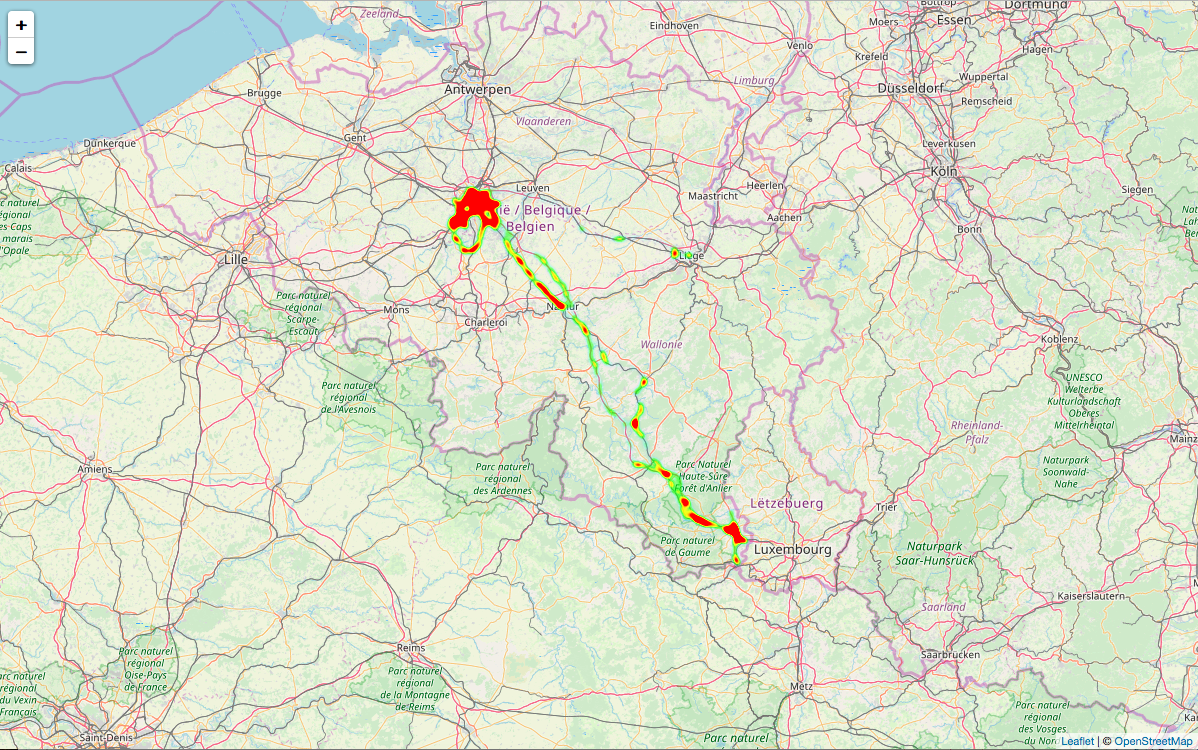 +
−
Zeeland
Eindhoven
Moers
Bottrop
Essen
Dortmund
Hagen
Venlo
Krefeld
Wuppertal
Limburg
Düsseldorf
Remscheid
Antwerpen
Brugge
Vlaanderen
Gent
Dunkerque
Leverkusen
Calais
Köln
Leuven
Maastricht
Heerlen
Siegen
Aachen
Bonn
parc naturel
régional
des Caps
et marais
d'Opale
ië / Belgique /
Belgien
Lille
Liège
Parc naturel
régional
Scarpe-
Escaut
Mons
Namur
Charleroi
Wallonie
Koblenz
Parc naturel
régional
de l'Avesnois
UNESCO
Welterbe
Kulturlandschaft
Oberes
Mittelrheintal
Rheinland-
Pfalz
Mainz
Amiens
Parc naturel
régional
des Ardennes
Parc Naturel
Haute-Sûre
Forêt d'Anlier
Naturpark
Soonwald-
Nahe
Lëtzebuerg
Trier
Parc naturel
de Gaume
Luxembourg
Naturpark
Saar-Hunsrück
Kaiserslautern
Saarland
Reims
Saarbrücken
Parc naturel
régional
Oise-Pays
de France
Parc naturel
régional
de la Montagne
de Reims
parc naturel
régional
du Vexin
Français
Metz
Parc naturel
régional
des Vosges
du Nord
Saint-Denis
Parc naturel
Leaflet | © OpenStreetMap